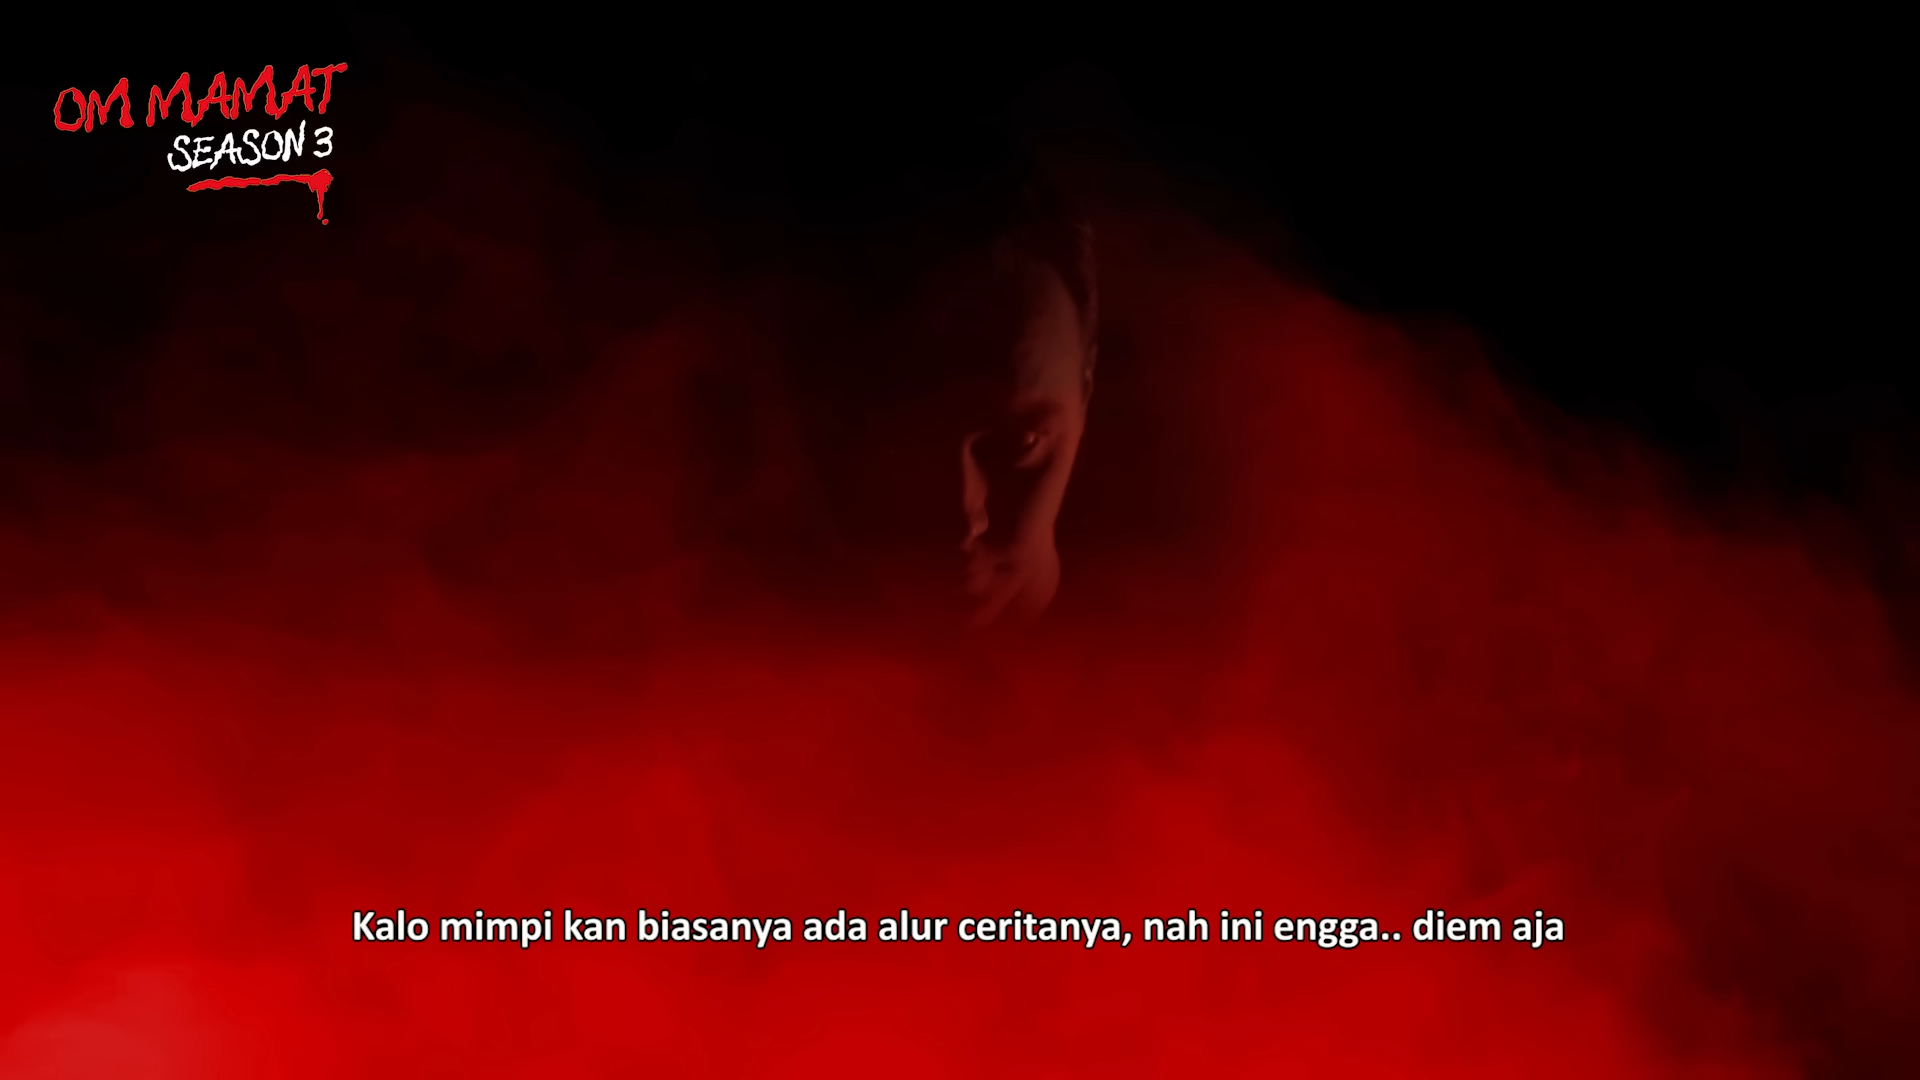 OM MAMAT
SEASON 3
Kalo mimpi kan biasanya ada alur ceritanya, nah ini engga.. diem aja